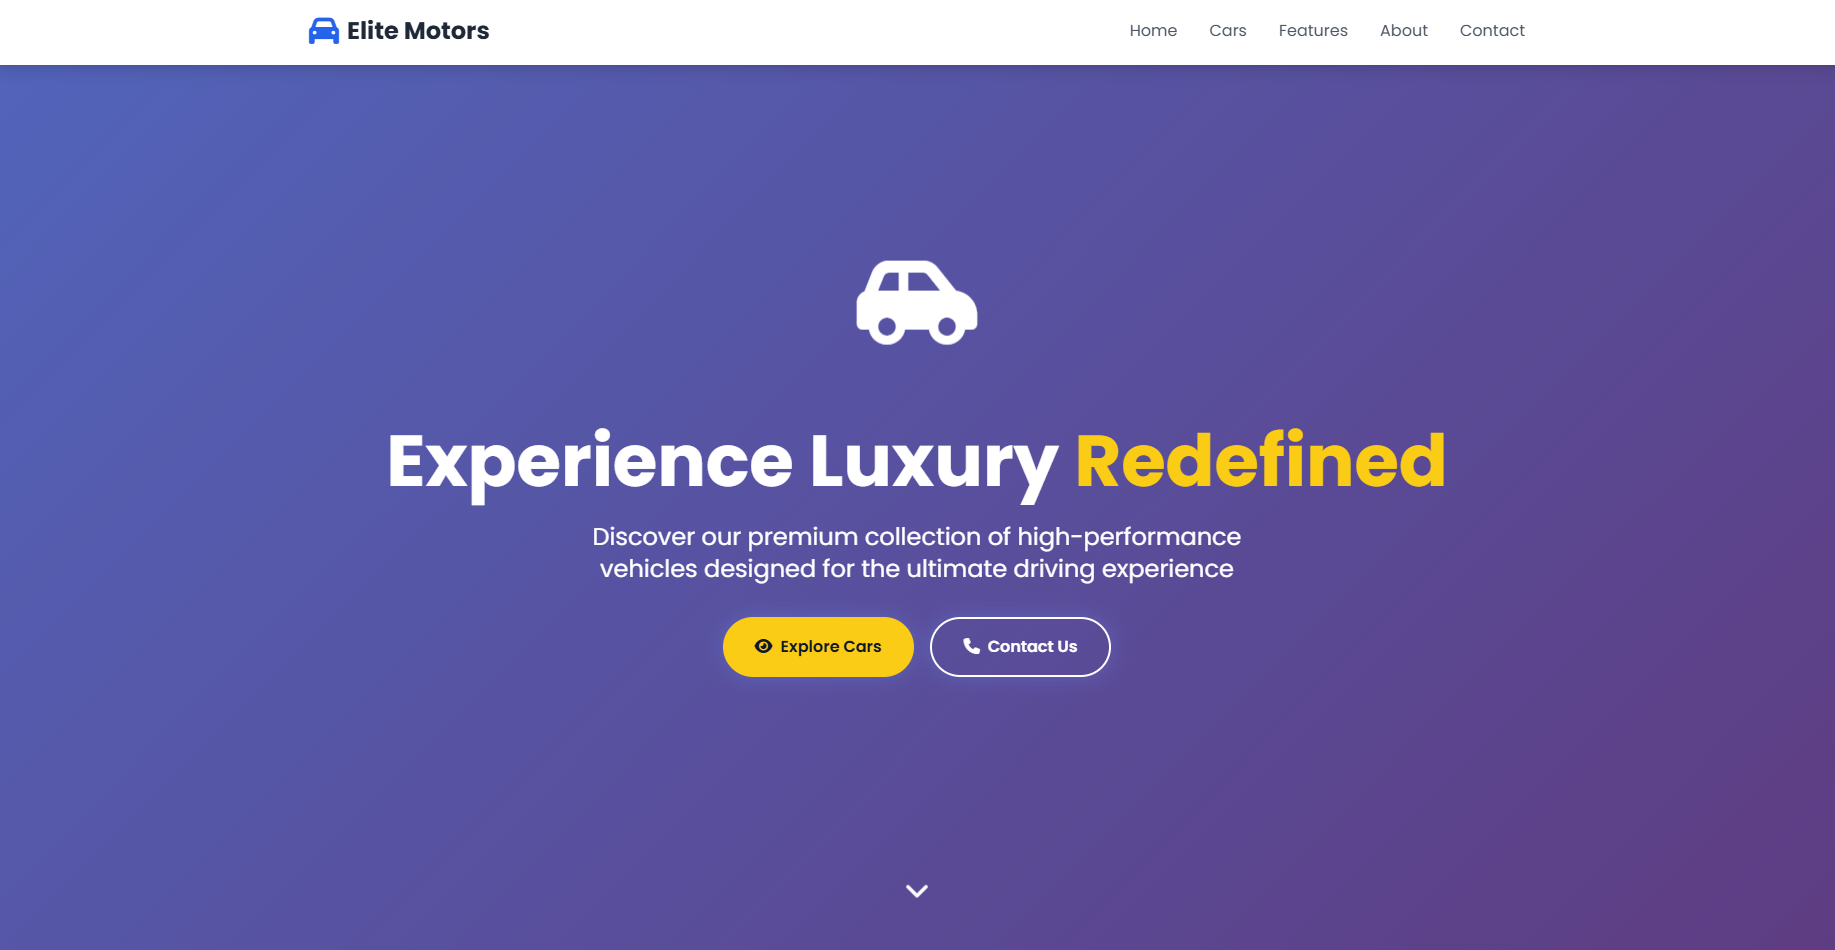 Elite Motors
Home
Cars
Features
About
Contact
Experience Luxury Redefined
Discover our premium collection of high-performance
vehicles designed for the ultimate driving experience
Explore Cars
Contact Us